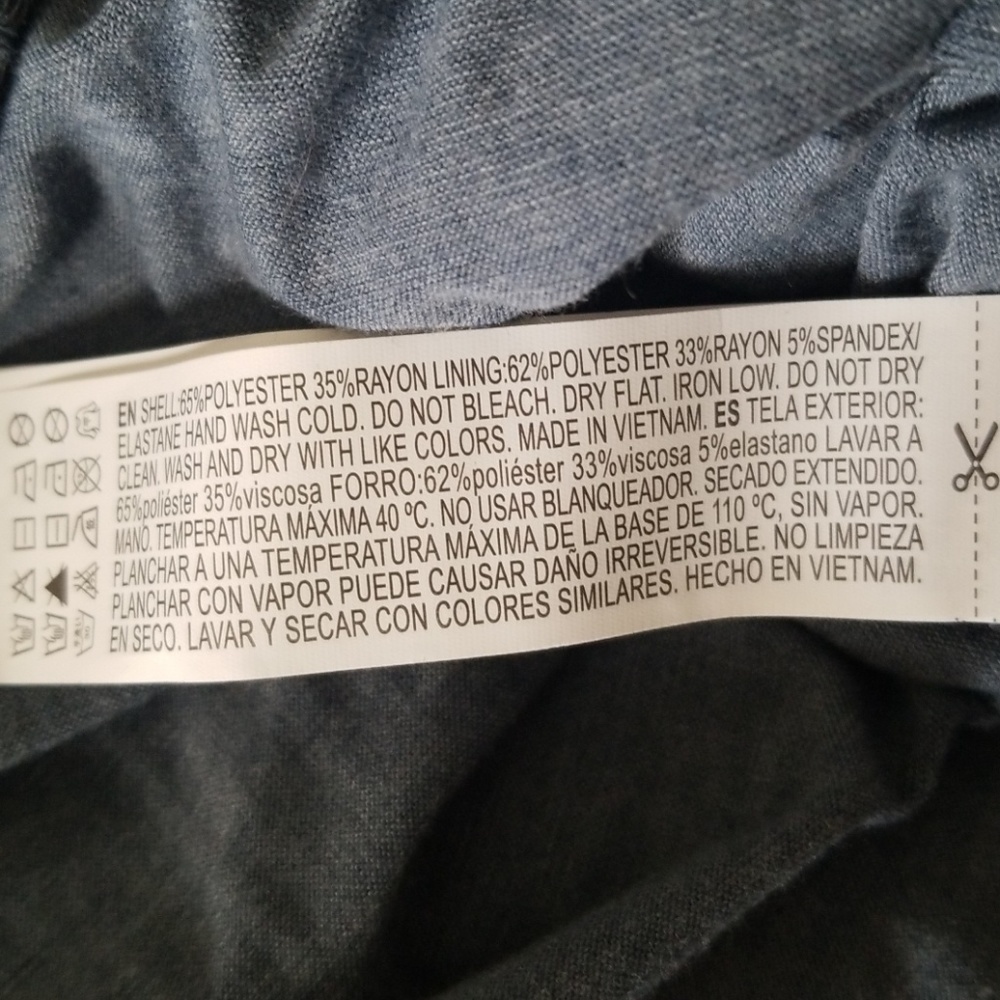 EN SHELL:65%POLYESTER 35%RAYON LINING:62%POLYESTER 33%RAYON 5%SPANDEX/
ELASTANE HAND WASH COLD. DO NOT BLEACH. DRY FLAT. IRON LOW. DO NOT DRY
CLEAN. WASH AND DRY WITH LIKE COLORS. MADE IN VIETNAM. ES TELA EXTERIOR:
65%poliéster 35%viscosa FORRO:62%poliéster 33%viscosa 5%elastano LAVAR A
MANO. TEMPERATURA MÁXIMA 40 ºC. NO USAR BLANQUEADOR. SECADO EXTENDIDO.
PLANCHAR A UNA TEMPERATURA MÁXIMA DE LA BASE DE 110 ºC, SIN VAPOR.
PLANCHAR CON VAPOR PUEDE CAUSAR DAÑO IRREVERSIBLE. NO LIMPIEZA
EN SECO. LAVAR Y SECAR CON COLORES SIMILARES. HECHO EN VIETNAM.